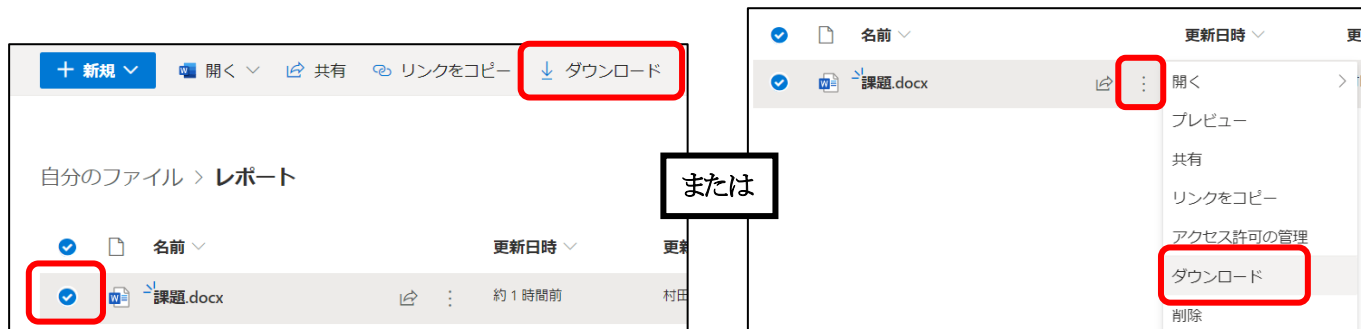 新規 開く 共有 リンクをコピー ダウンロード
自分のファイル > レポート
名前 更新日時 更新
課題.docx 約 1 時間前 村田
または
名前 更新日時 更
課題.docx
開く
プレビュー
共有
リンクをコピー
アクセス許可の管理
ダウンロード
削除